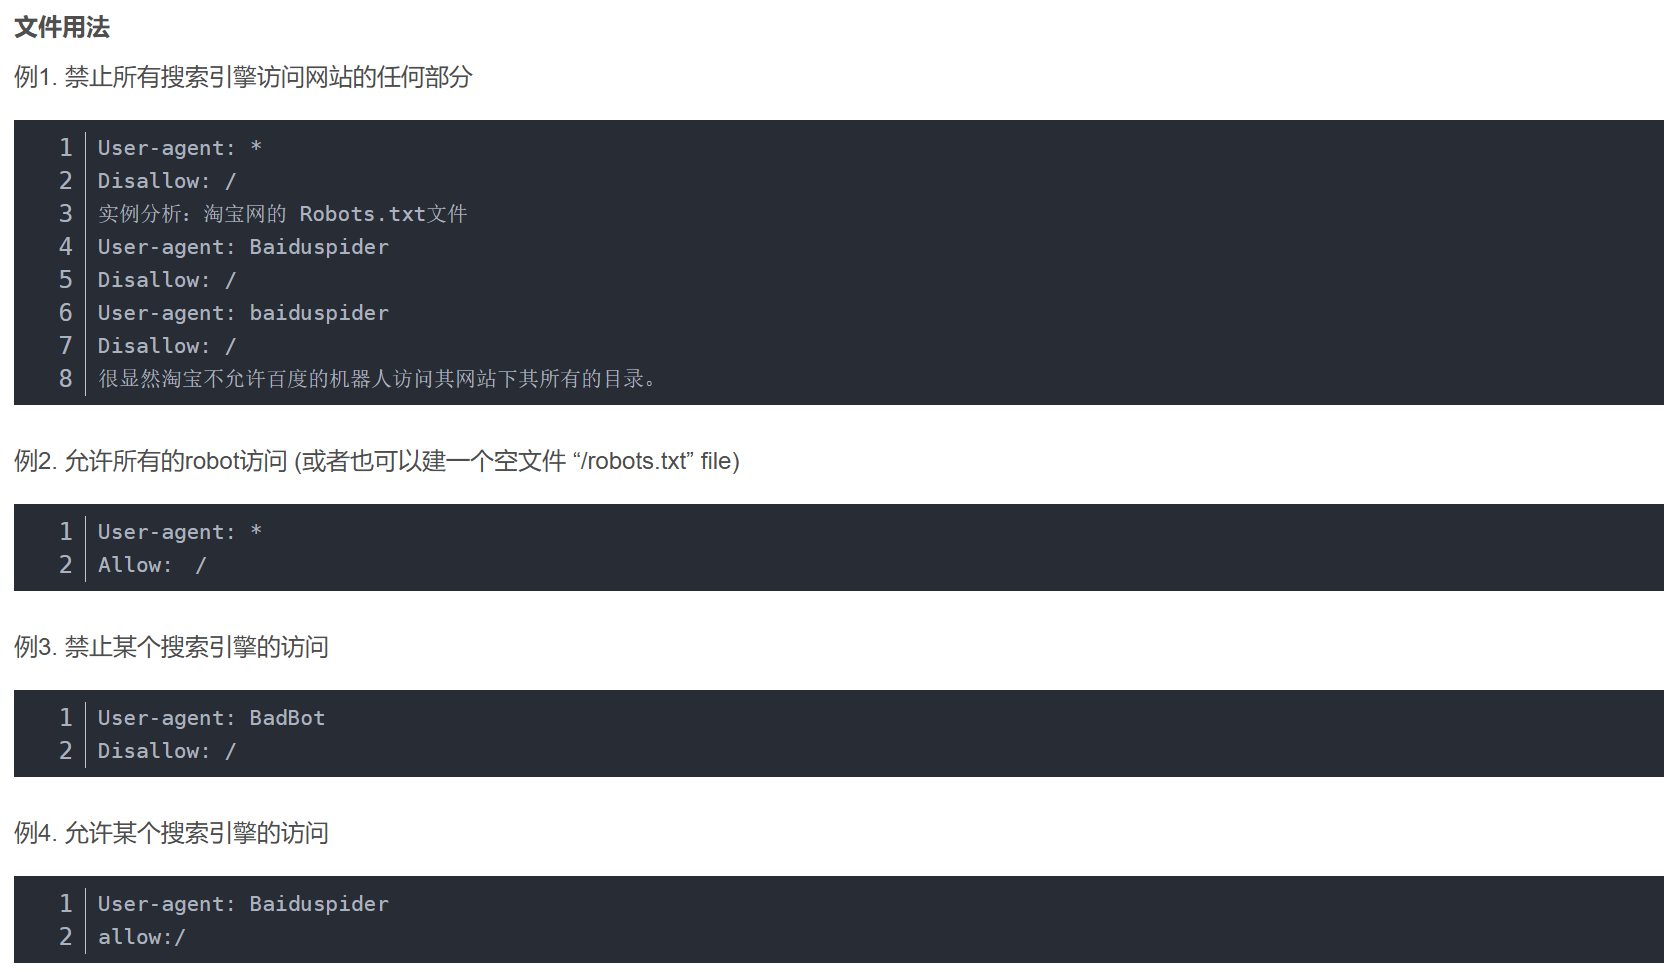 文件用法
例1. 禁止所有搜索引擎访问网站的任何部分
1 User-agent: *
2 Disallow: /
3 实例分析：淘宝网的 Robots.txt文件
4 User-agent: Baiduspider
5 Disallow: /
6 User-agent: baiduspider
7 Disallow: /
8 很显然淘宝不允许百度的机器人访问其网站下其所有的目录。
例2. 允许所有的robot访问 (或者也可以建一个空文件 “/robots.txt” file)
1 User-agent: *
2 Allow:  /
例3. 禁止某个搜索引擎的访问
1 User-agent: BadBot
2 Disallow: /
例4. 允许某个搜索引擎的访问
1 User-agent: Baiduspider
2 allow:/